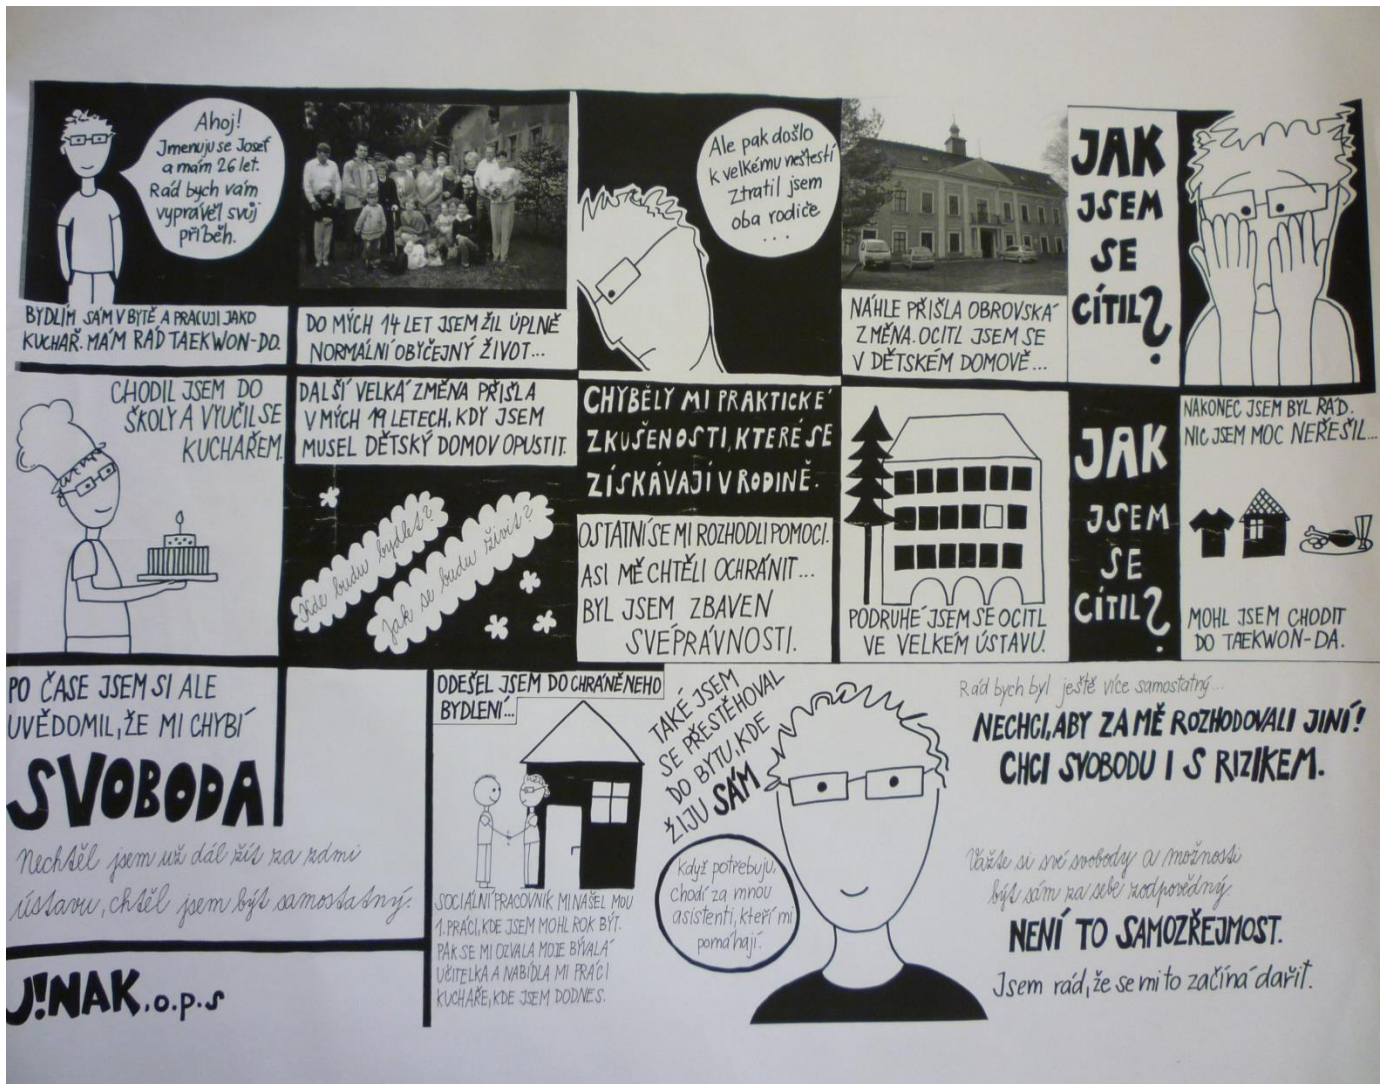 Ahoj!
Jmenuju se Josef
a mám 26 let.
Rád bych vám
vyprávěl svůj
příběh.
BYDLÍM SÁM V BYTĚ A PRACUJI JAKO
KUCHAŘ. MÁM RÁD TAEKWON-DO.
DO MÝCH 14 LET JSEM ŽIL ÚPLNĚ
NORMÁLNÍ OBYČEJNÝ ŽIVOT...
Ale pak došlo
k velkému neštestí
Ztratil jsem
oba rodiče
...
NÁHLE PŘIŠLA OBROVSKÁ
ZMĚNA. OCITL JSEM SE
V DĚTSKÉM DOMOVĚ...
JAK
JSEM
SE
CÍTIL?
CHODIL JSEM DO
ŠKOLY A VYUČIL SE
KUCHAŘEM.
DALŠÍ VELKÁ ZMĚNA PŘIŠLA
V MÝCH 19 LETECH, KDY JSEM
MUSEL DĚTSKÝ DOMOV OPUSTIT.
Kde budu bydlet?
Jak se budu živit?
CHYBĚLY MI PRAKTICKÉ
ZKUŠENOSTI, KTERÉ SE
ZÍSKÁVAJÍ V RODINĚ.
OSTATNÍ SE MI ROZHODLI POMOCI.
ASI MĚ CHTĚLI OCHRÁNIT...
BYL JSEM ZBAVEN
SVÉPRÁVNOSTI.
PODRUHÉ JSEM SE OCITL
VE VELKÉM ÚSTAVU.
JAK
JSEM
SE
CÍTIL?
NAKONEC JSEM BYL RÁD.
NIC JSEM MOC NEŘEŠIL...
MOHL JSEM CHODIT
DO TAEKWON-DA.
PO ČASE JSEM SI ALE
UVĚDOMIL, ŽE MI CHYBÍ
SVOBODA
Nechtěl jsem už dál žít za zdmi
ústavu, chtěl jsem být samostatný.
J!NAK, o.p.s
ODEŠEL JSEM DO CHRÁNĚNEHO
BYDLENÍ...
SOCIÁLNÍ PRACOVNÍK MI NAŠEL MOU
1. PRÁCI, KDE JSEM MOHL ROK BÝT.
PAK SE MI OZVALA MOJE BÝVALÁ
UČITELKA A NABÍDLA MI PRÁCI
KUCHAŘE, KDE JSEM DODNES.
TAKÉ JSEM
SE PŘESTĚHOVAL
DO BYTU, KDE
ŽIJU SÁM
Když potřebuju,
chodí za mnou
asistenti, kteří mi
pomáhají.
Rád bych byl ještě více samostatný...
NECHCI, ABY ZA MĚ ROZHODOVALI JINÍ!
CHCI SVOBODU I S RIZIKEM.
Važte si své svobody a možnosti
být sám za sebe zodpovědný
NENÍ TO SAMOZŘEJMOST.
Jsem rád, že se mi to začíná dařit.